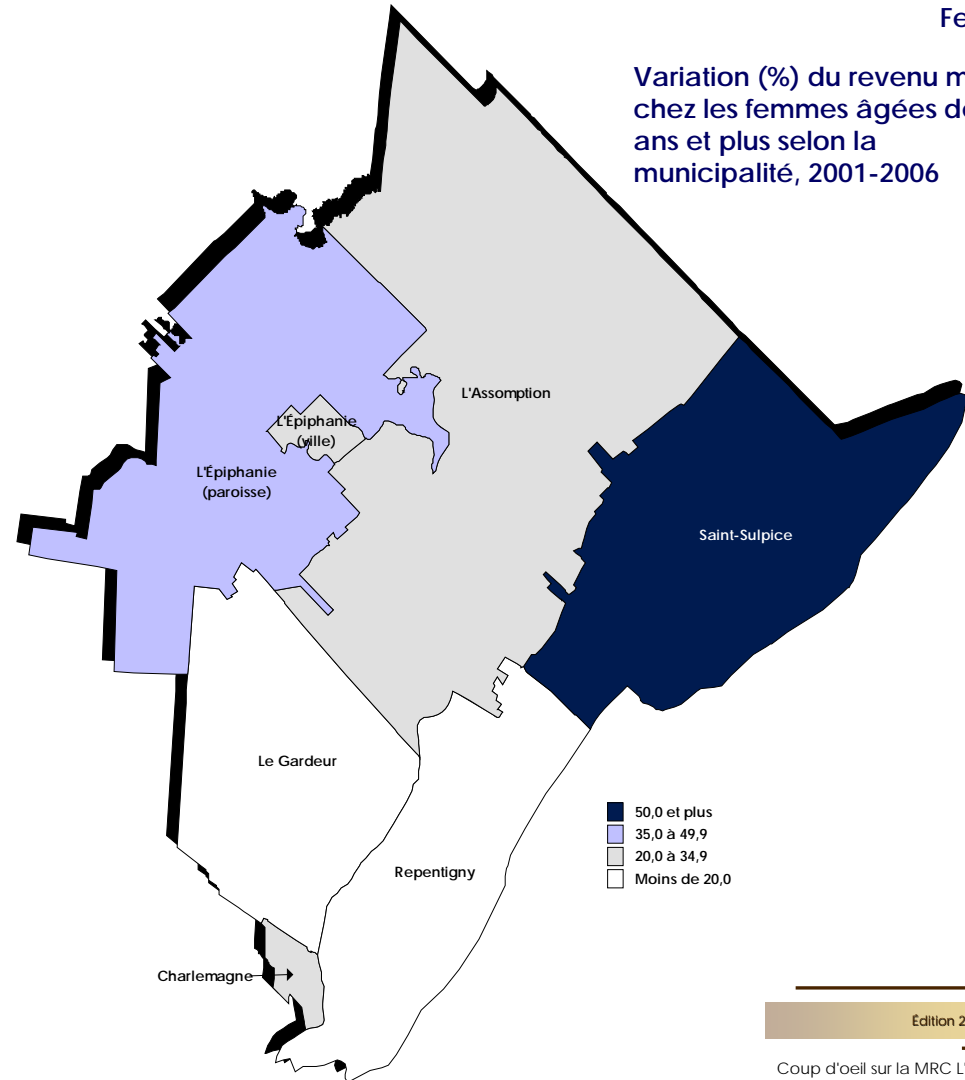 Fe
Variation (%) du revenu m
chez les femmes âgées d
ans et plus selon la
municipalité, 2001-2006
L'Assomption
L'Épiphanie
(ville)
L'Épiphanie
(paroisse)
Saint-Sulpice
Le Gardeur
50,0 et plus
35,0 à 49,9
20,0 à 34,9
Moins de 20,0
Repentigny
Charlemagne
Édition 2
Coup d'oeil sur la MRC L'